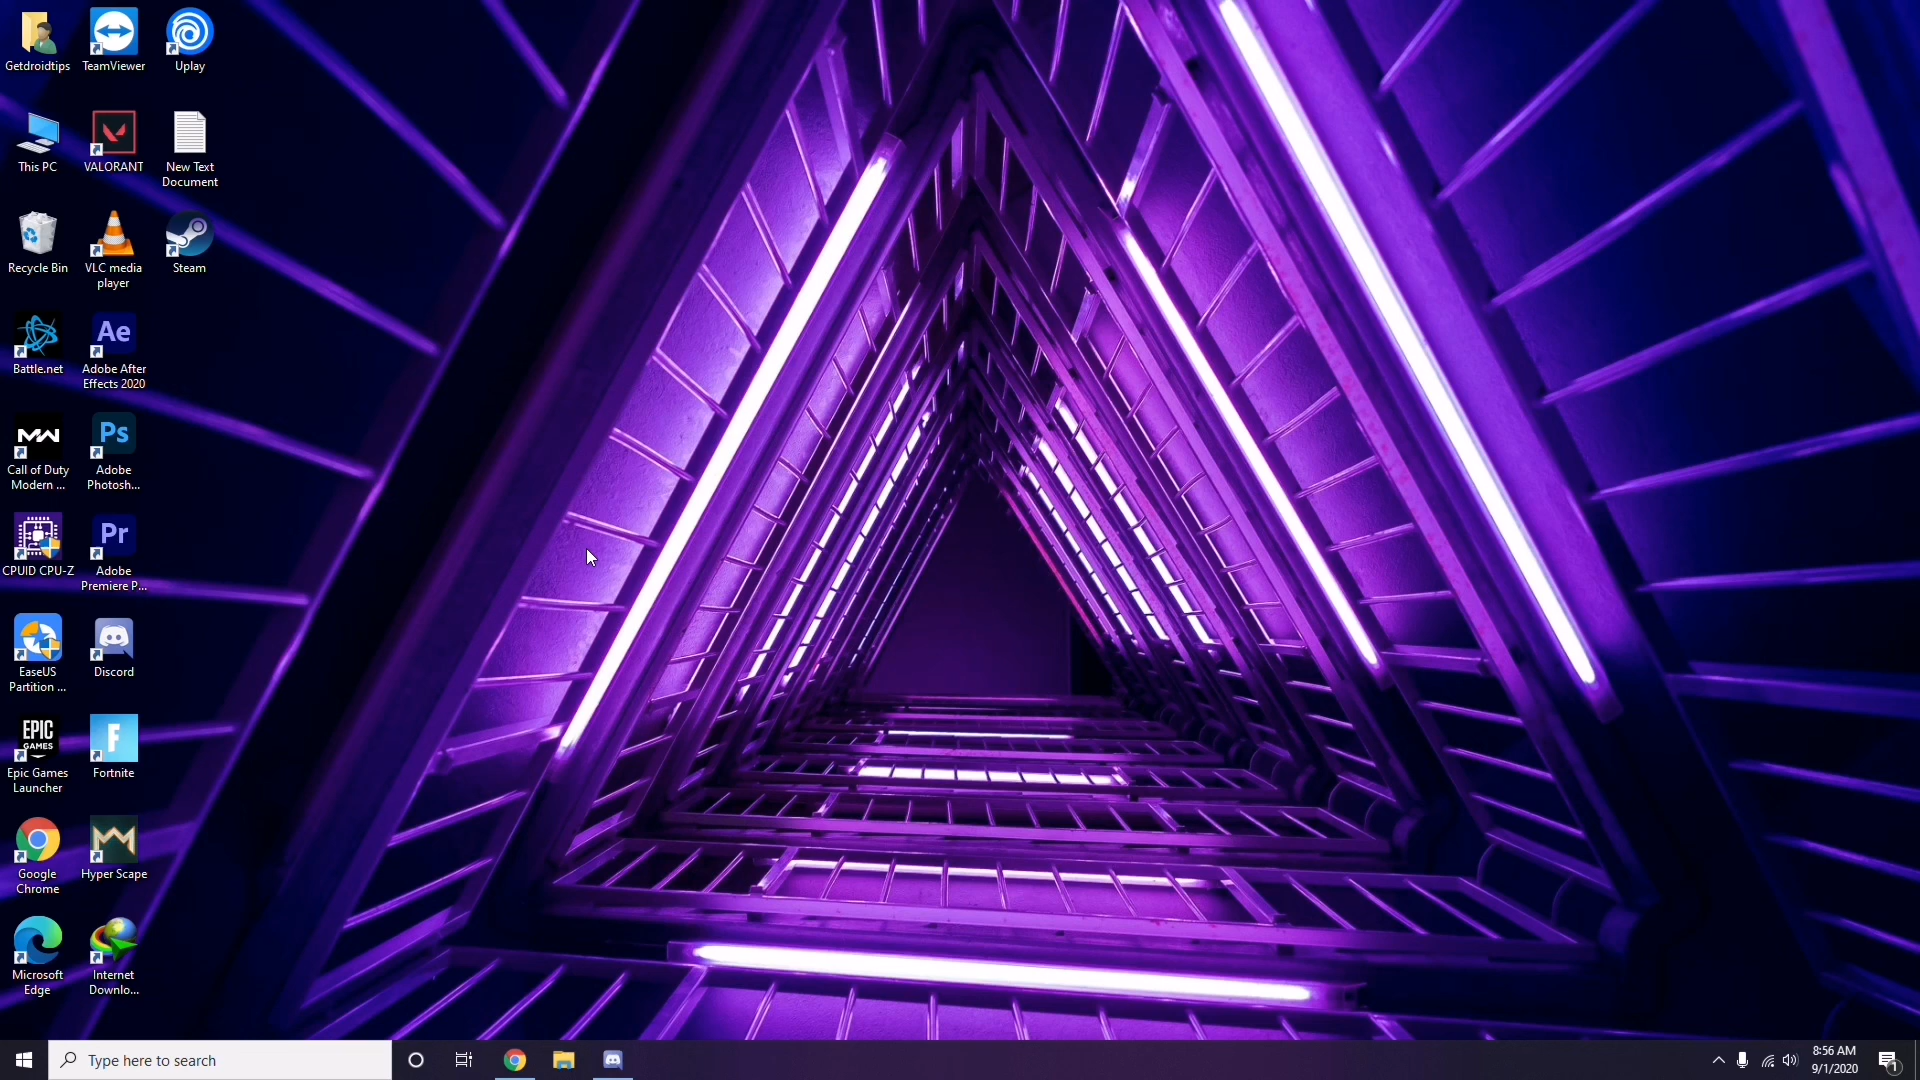 Getdroidtips
TeamViewer
Uplay
This PC
VALORANT
New Text
Document
Recycle Bin
VLC media
player
Steam
Battle.net
Ae
Adobe After
Effects 2020
MW
Call of Duty
Modern ...
Ps
Adobe
Photosh...
CPUID CPU-Z
Pr
Adobe
Premiere P...
EaseUS
Partition ...
Discord
EPIC
GAMES
Epic Games
Launcher
F
Fortnite
Google
Chrome
Hyper Scape
Microsoft
Edge
Internet
Downlo...
Type here to search
8:56 AM
9/1/2020
1